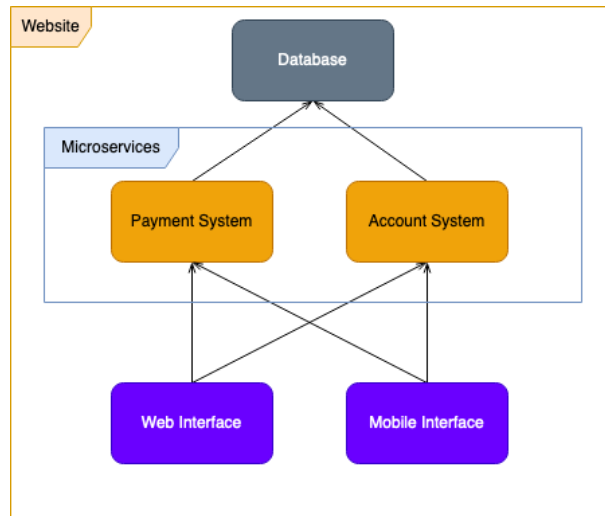 Website
Database
Microservices
Payment System
Account System
Web Interface
Mobile Interface